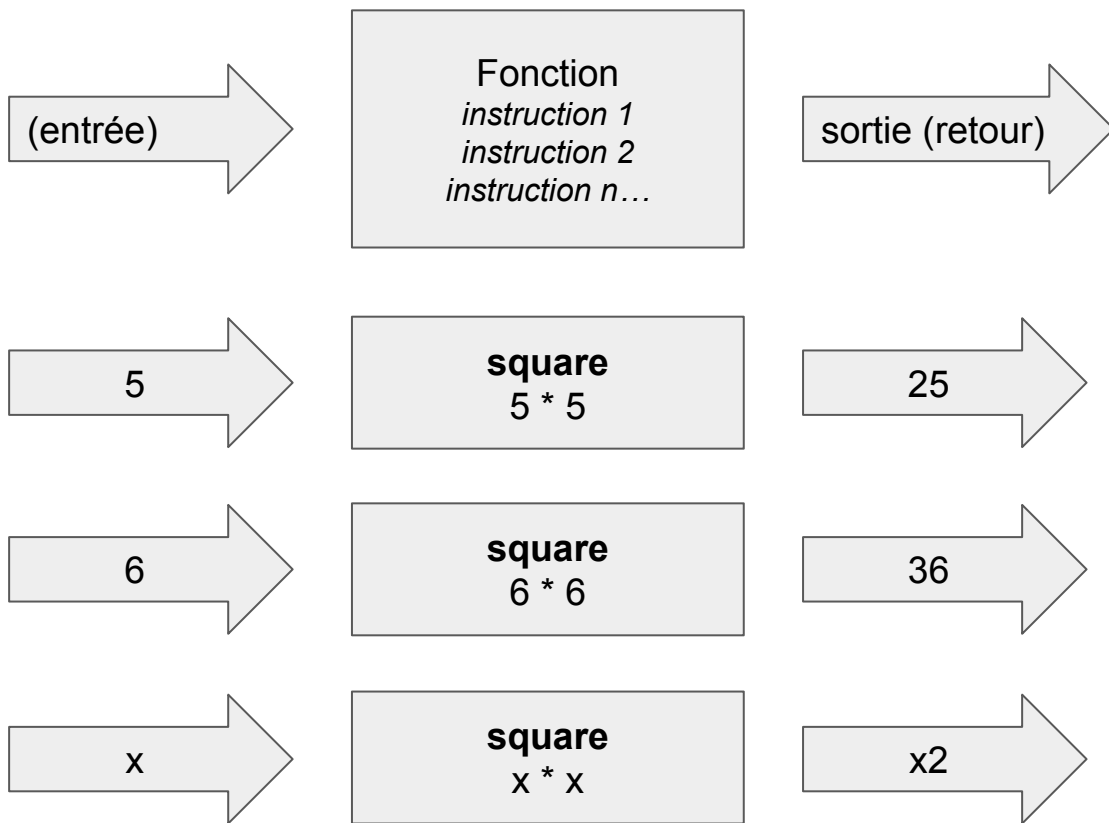 (entrée)
Fonction
instruction 1
instruction 2
instruction n…
sortie (retour)
5
square
5 * 5
25
6
square
6 * 6
36
x
square
x * x
x2